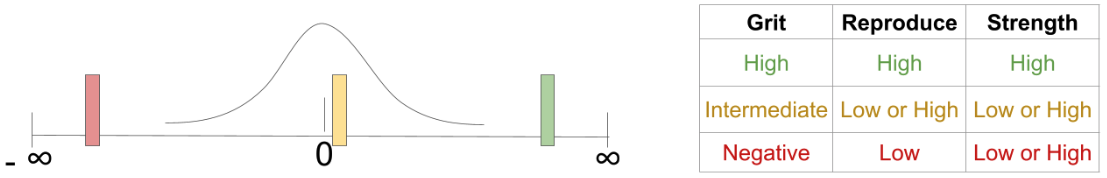 Grit Reproduce Strength
High High High
Intermediate Low or High Low or High
Negative Low Low or High
- ∞ 0 ∞